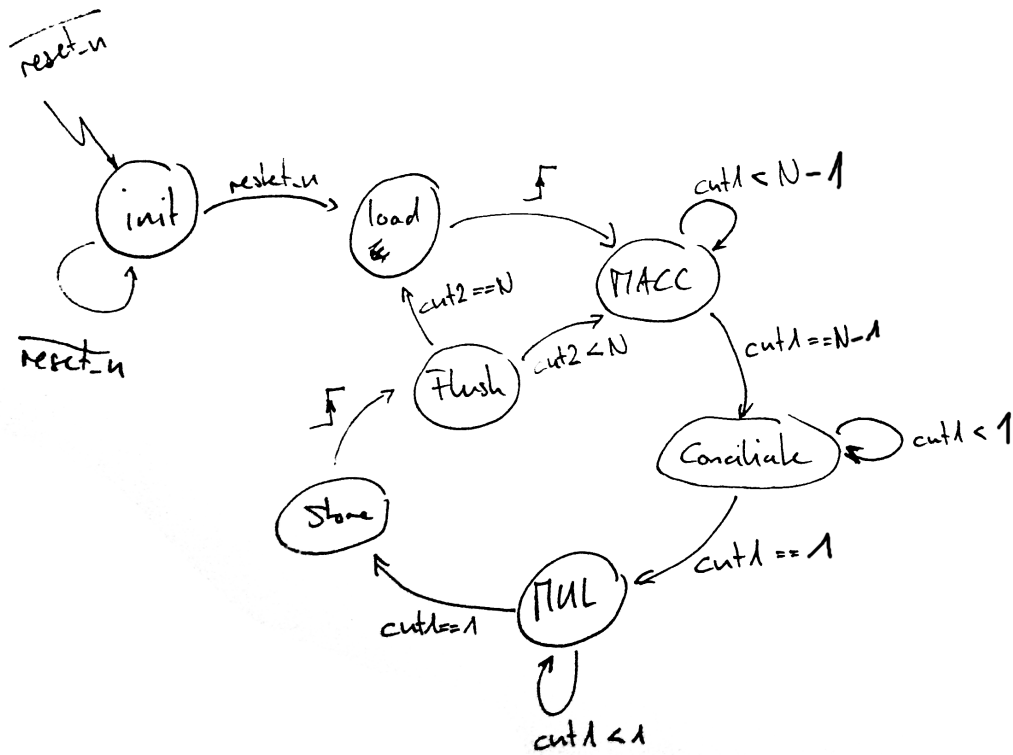 reset_n
init
reset_n
reset_n
load
cnt1 < N-1
MACC
cnt2==N
cnt2<N
cnt1==N-1
Flush
Conciliate
cnt1 < 1
Store
cnt1 == 1
MUL
cnt1==1
cnt1<1